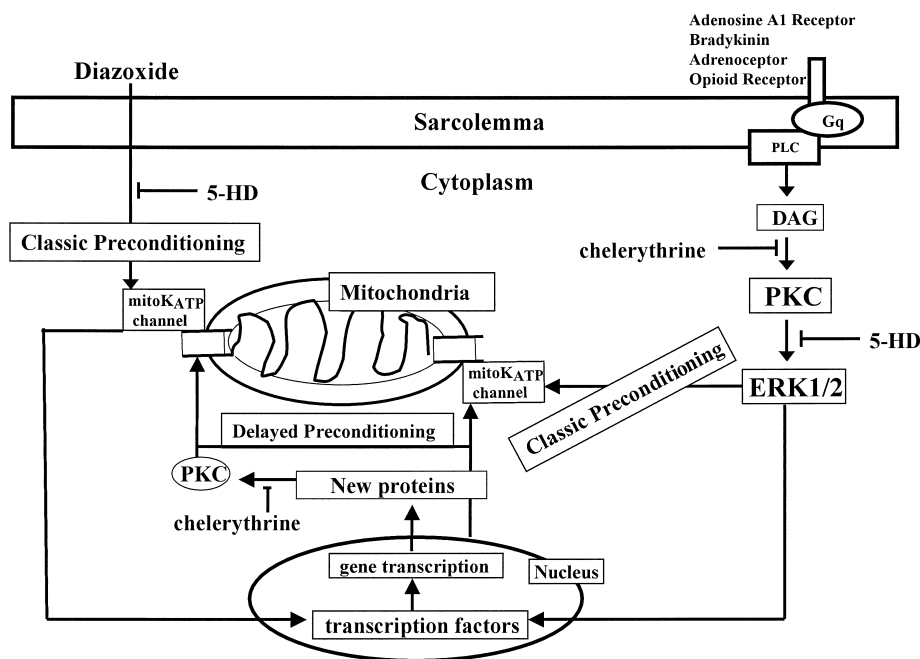 Adenosine A1 Receptor
Bradykinin
Adrenoceptor
Opioid Receptor
Diazoxide
Gq
Sarcolemma
PLC
Cytoplasm
5-HD
DAG
Classic Preconditioning
chelerythrine
Mitochondria
PKC
mitoKATP
channel
5-HD
mitoKATP
channel
Classic Preconditioning
ERK1/2
Delayed Preconditioning
PKC
New proteins
chelerythrine
gene transcription
Nucleus
transcription factors